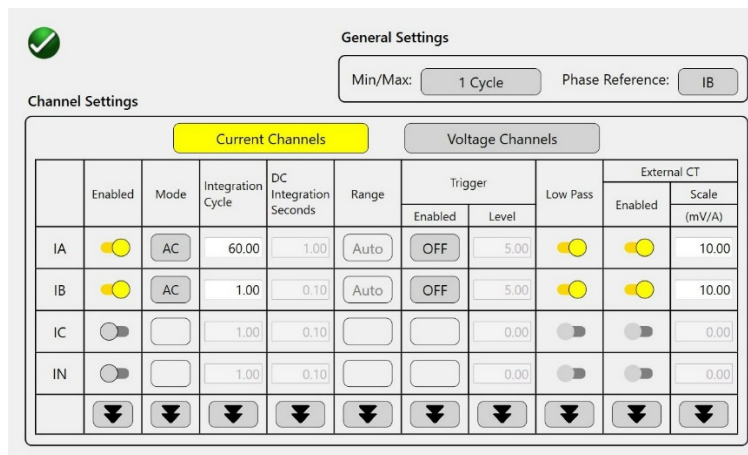 General Settings
Min/Max: 1 Cycle Phase Reference: IB
Channel Settings
Current Channels Voltage Channels
Enabled Mode Integration Cycle DC Integration Seconds Range Trigger Low Pass External CT
Enabled Level Enabled Scale
(mV/A)
IA AC 60.00 1.00 Auto OFF 5.00 10.00
IB AC 1.00 0.10 Auto OFF 5.00 10.00
IC 1.00 0.10 0.00 0.00
IN 1.00 0.10 0.00 0.00